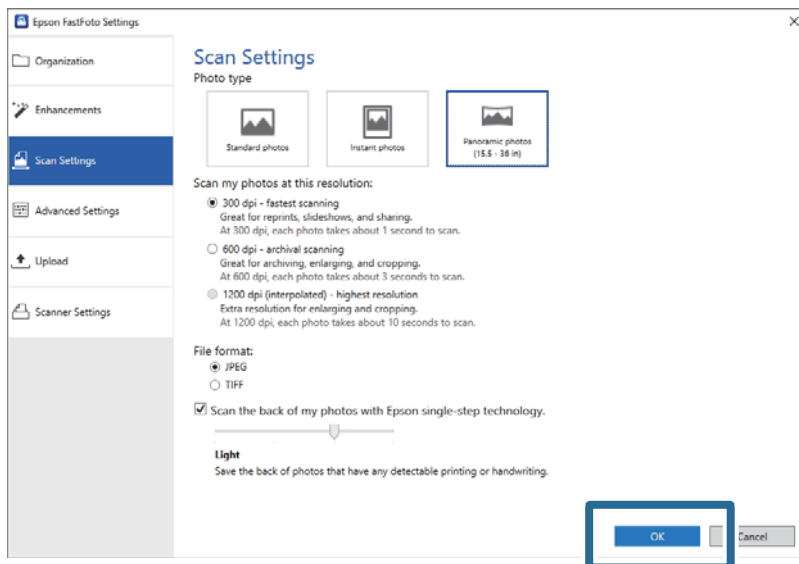 Epson FastFoto Settings
Organization
Enhancements
Scan Settings
Advanced Settings
Upload
Scanner Settings
Scan Settings
Photo type
Standard photos
Instant photos
Panoramic photos
(15.5 - 36 in)
Scan my photos at this resolution:
300 dpi - fastest scanning
Great for reprints, slideshows, and sharing.
At 300 dpi, each photo takes about 1 second to scan.
600 dpi - archival scanning
Great for archiving, enlarging, and cropping.
At 600 dpi, each photo takes about 3 seconds to scan.
1200 dpi (interpolated) - highest resolution
Extra resolution for enlarging and cropping.
At 1200 dpi, each photo takes about 10 seconds to scan.
File format:
JPEG
TIFF
Scan the back of my photos with Epson single-step technology.
Light
Save the back of photos that have any detectable printing or handwriting.
OK
Cancel